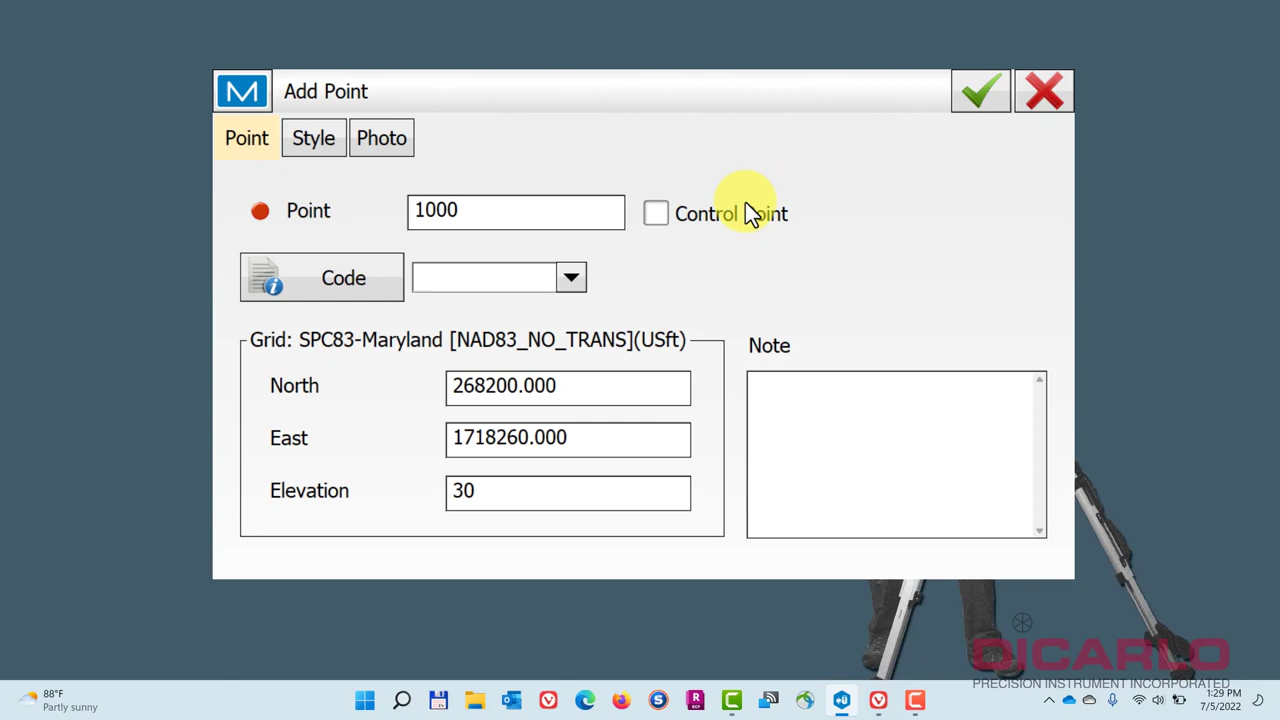 Add Point
Point Style Photo
Point 1000 Control Point
Code
Grid: SPC83-Maryland [NAD83_NO_TRANS](USft) Note
North 268200.000
East 1718260.000
Elevation 30
DICARLO
PRECISION INSTRUMENT INCORPORATED
88°F
Partly sunny
1:29 PM
7/5/2022